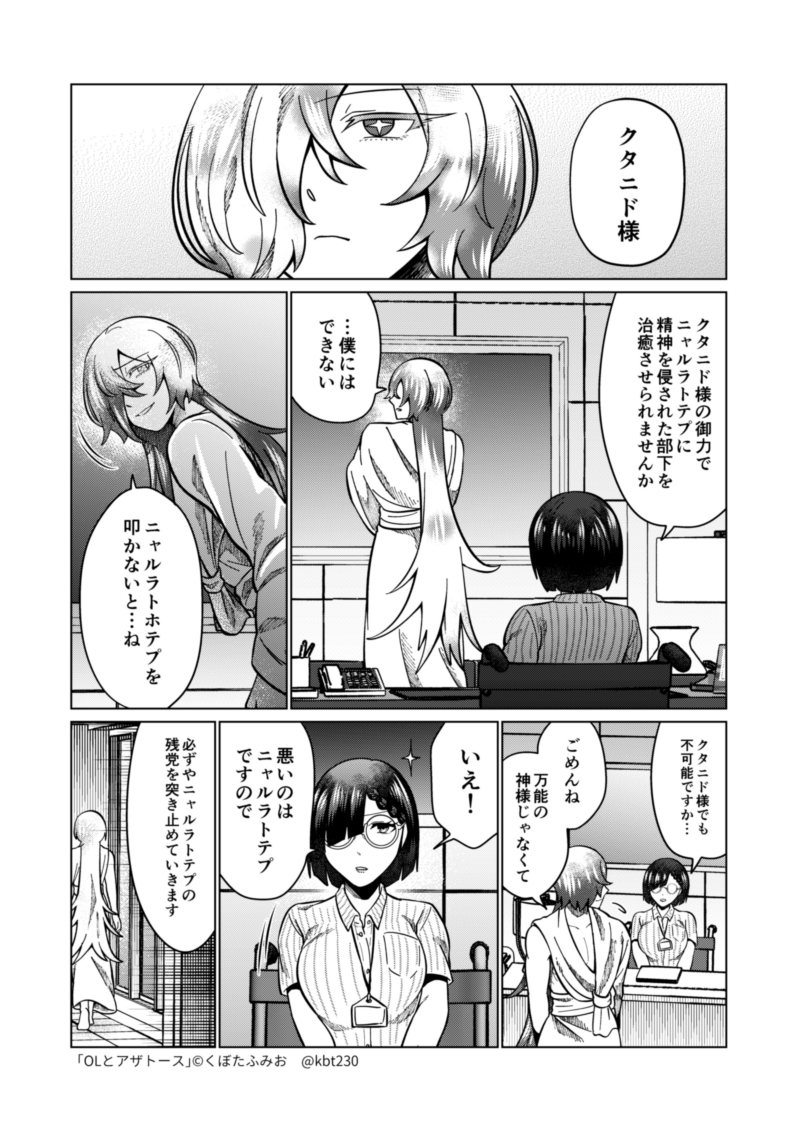 クタニド様
クタニド様の御力で
ニャルラトテプに
精神を侵された部下を
治癒させられませんか
…僕には
できない
ニャルラトホテプを
叩かないと…ね
クタニド様でも
不可能ですか…
ごめんね
万能の
神様じゃなくて
いえ！
悪いのは
ニャルラトテプ
ですので
必ずやニャルラトテプの
残党を突き止めていきます
「OLとアザトース」©くぼたふみお　@kbt230